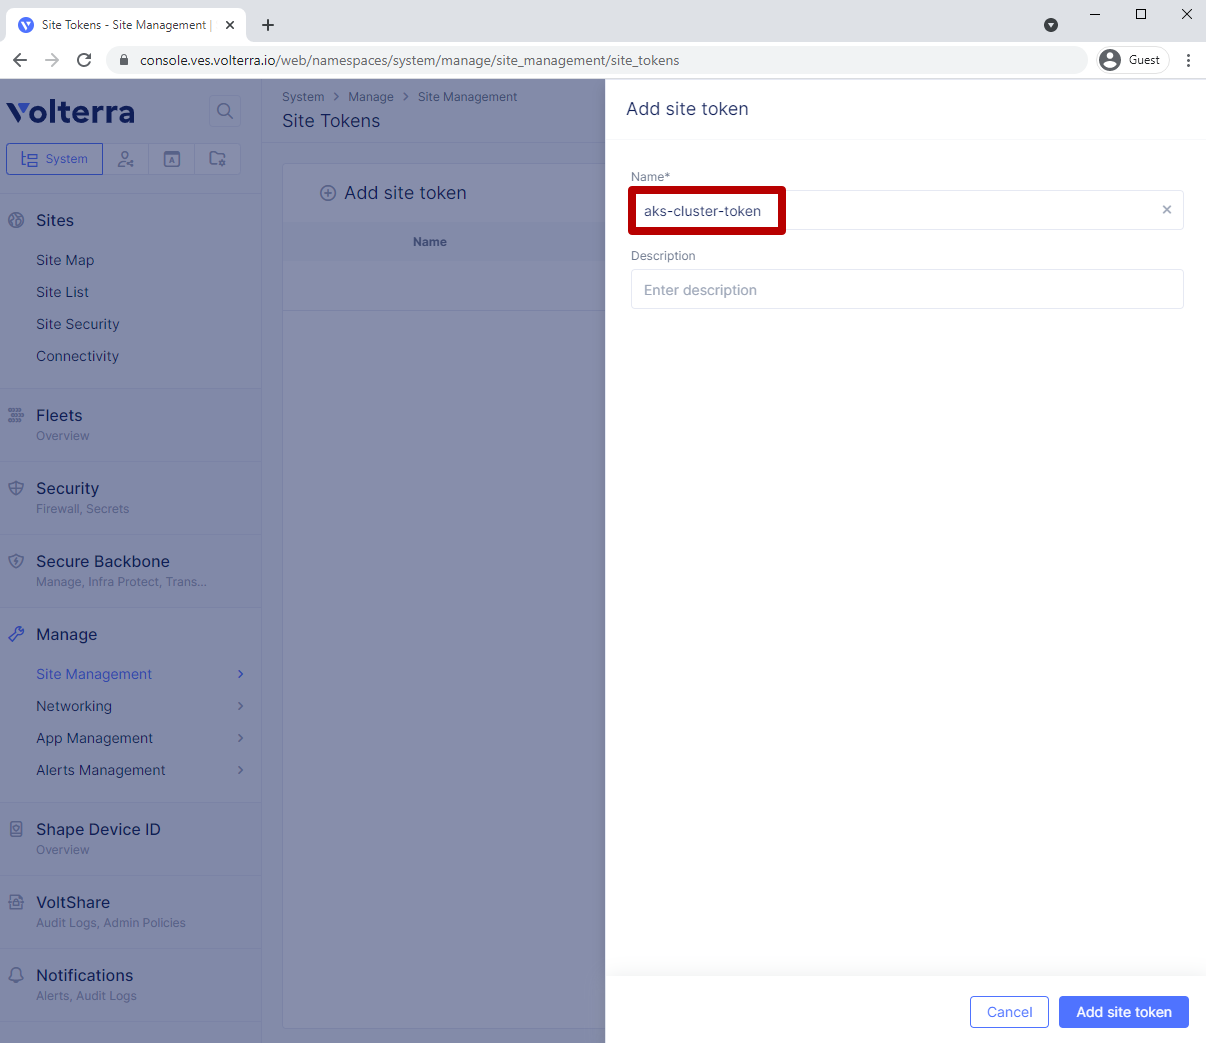 Site Tokens - Site Management |
console.ves.volterra.io/web/namespaces/system/manage/site_management/site_tokens
Guest
Volterra
System
Sites
Site Map
Site List
Site Security
Connectivity
Fleets
Overview
Security
Firewall, Secrets
Secure Backbone
Manage, Infra Protect, Trans...
Manage
Site Management
Networking
App Management
Alerts Management
Shape Device ID
Overview
VoltShare
Audit Logs, Admin Policies
Notifications
Alerts, Audit Logs
System > Manage > Site Management
Site Tokens
Add site token
Name
Add site token
Name*
aks-cluster-token
Description
Enter description
Cancel
Add site token